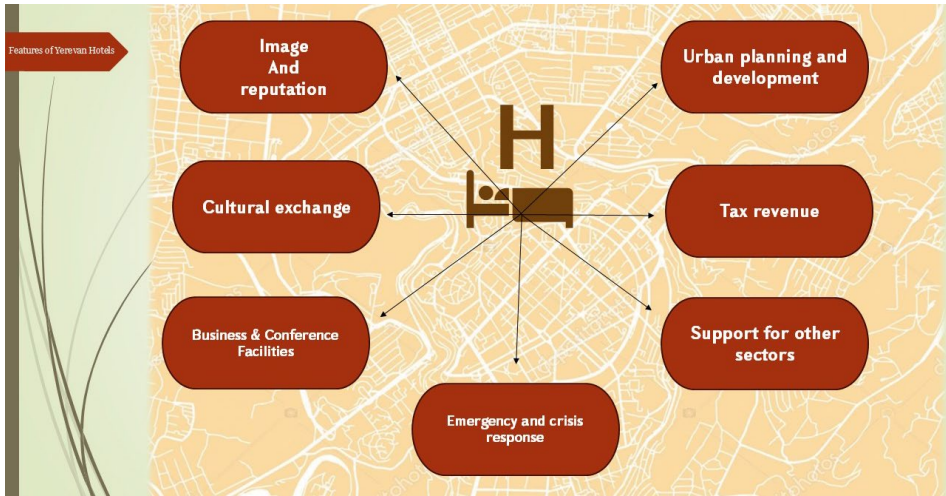 Features of Yerevan Hotels
Image
And
reputation
Urban planning and
development
H
Cultural exchange
Tax revenue
Business & Conference
Facilities
Support for other
sectors
Emergency and crisis
response